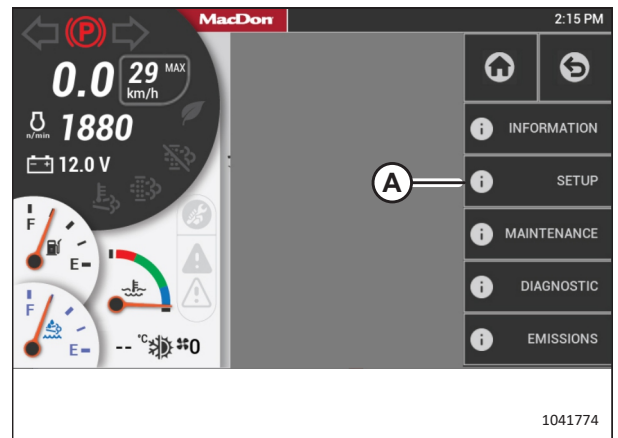 MacDon 2:15 PM
P
0.0 29 MAX
km/h
n/min 1880
12.0 V
INFORMATION
A SETUP
MAINTENANCE
DIAGNOSTIC
EMISSIONS
F
E
F
E
-- °C 0
1041774